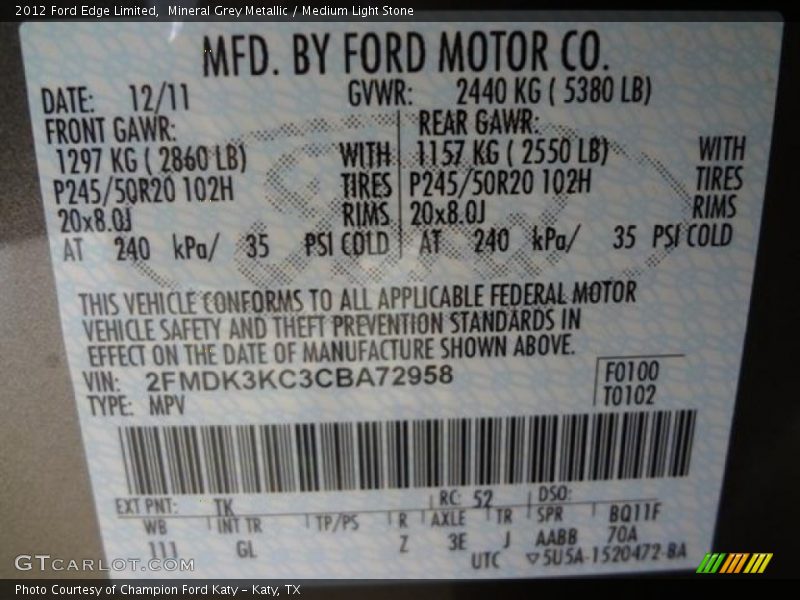 2012 Ford Edge Limited,  Mineral Grey Metallic / Medium Light Stone
MFD. BY FORD MOTOR CO.
DATE: 12/11 GVWR: 2440 KG ( 5380 LB)
FRONT GAWR: REAR GAWR:
1297 KG ( 2860 LB) WITH 1157 KG ( 2550 LB) WITH
P245/50R20 102H TIRES P245/50R20 102H TIRES
20x8.0J RIMS 20x8.0J RIMS
AT 240 kPa/ 35 PSI COLD AT 240 kPa/ 35 PSI COLD
THIS VEHICLE CONFORMS TO ALL APPLICABLE FEDERAL MOTOR
VEHICLE SAFETY AND THEFT PREVENTION STANDARDS IN
EFFECT ON THE DATE OF MANUFACTURE SHOWN ABOVE.
VIN: 2FMDK3KC3CBA72958 F0100
TYPE: MPV T0102
EXT PNT: TK RC: 52 DSO:
WB INT TR TP/PS R AXLE TR SPR BQ11F
111 GL Z 3E J AABB 70A
UTC ▽5U5A-1520472-BA
GTCARLOT.COM
Photo Courtesy of Champion Ford Katy – Katy, TX